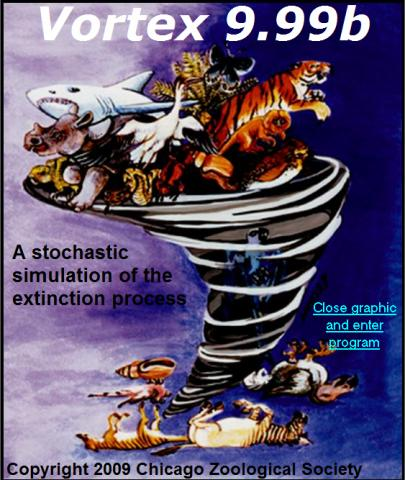 Vortex 9.99b
A stochastic
simulation of the
extinction process
Close graphic
and enter
program
Copyright 2009 Chicago Zoological Society